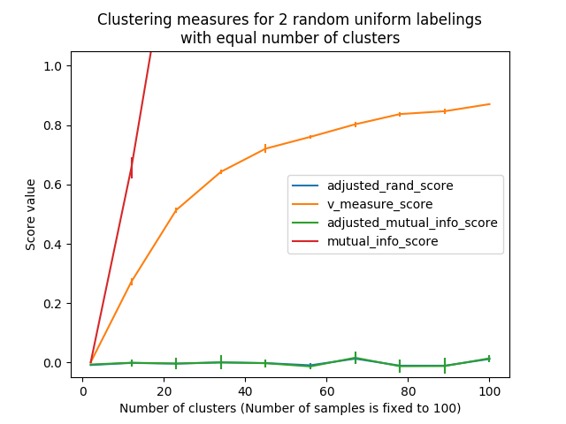 Clustering measures for 2 random uniform labelings
with equal number of clusters
Score value
1.0
0.8
0.6
0.4
0.2
0.0
adjusted_rand_score
v_measure_score
adjusted_mutual_info_score
mutual_info_score
0 20 40 60 80 100
Number of clusters (Number of samples is fixed to 100)